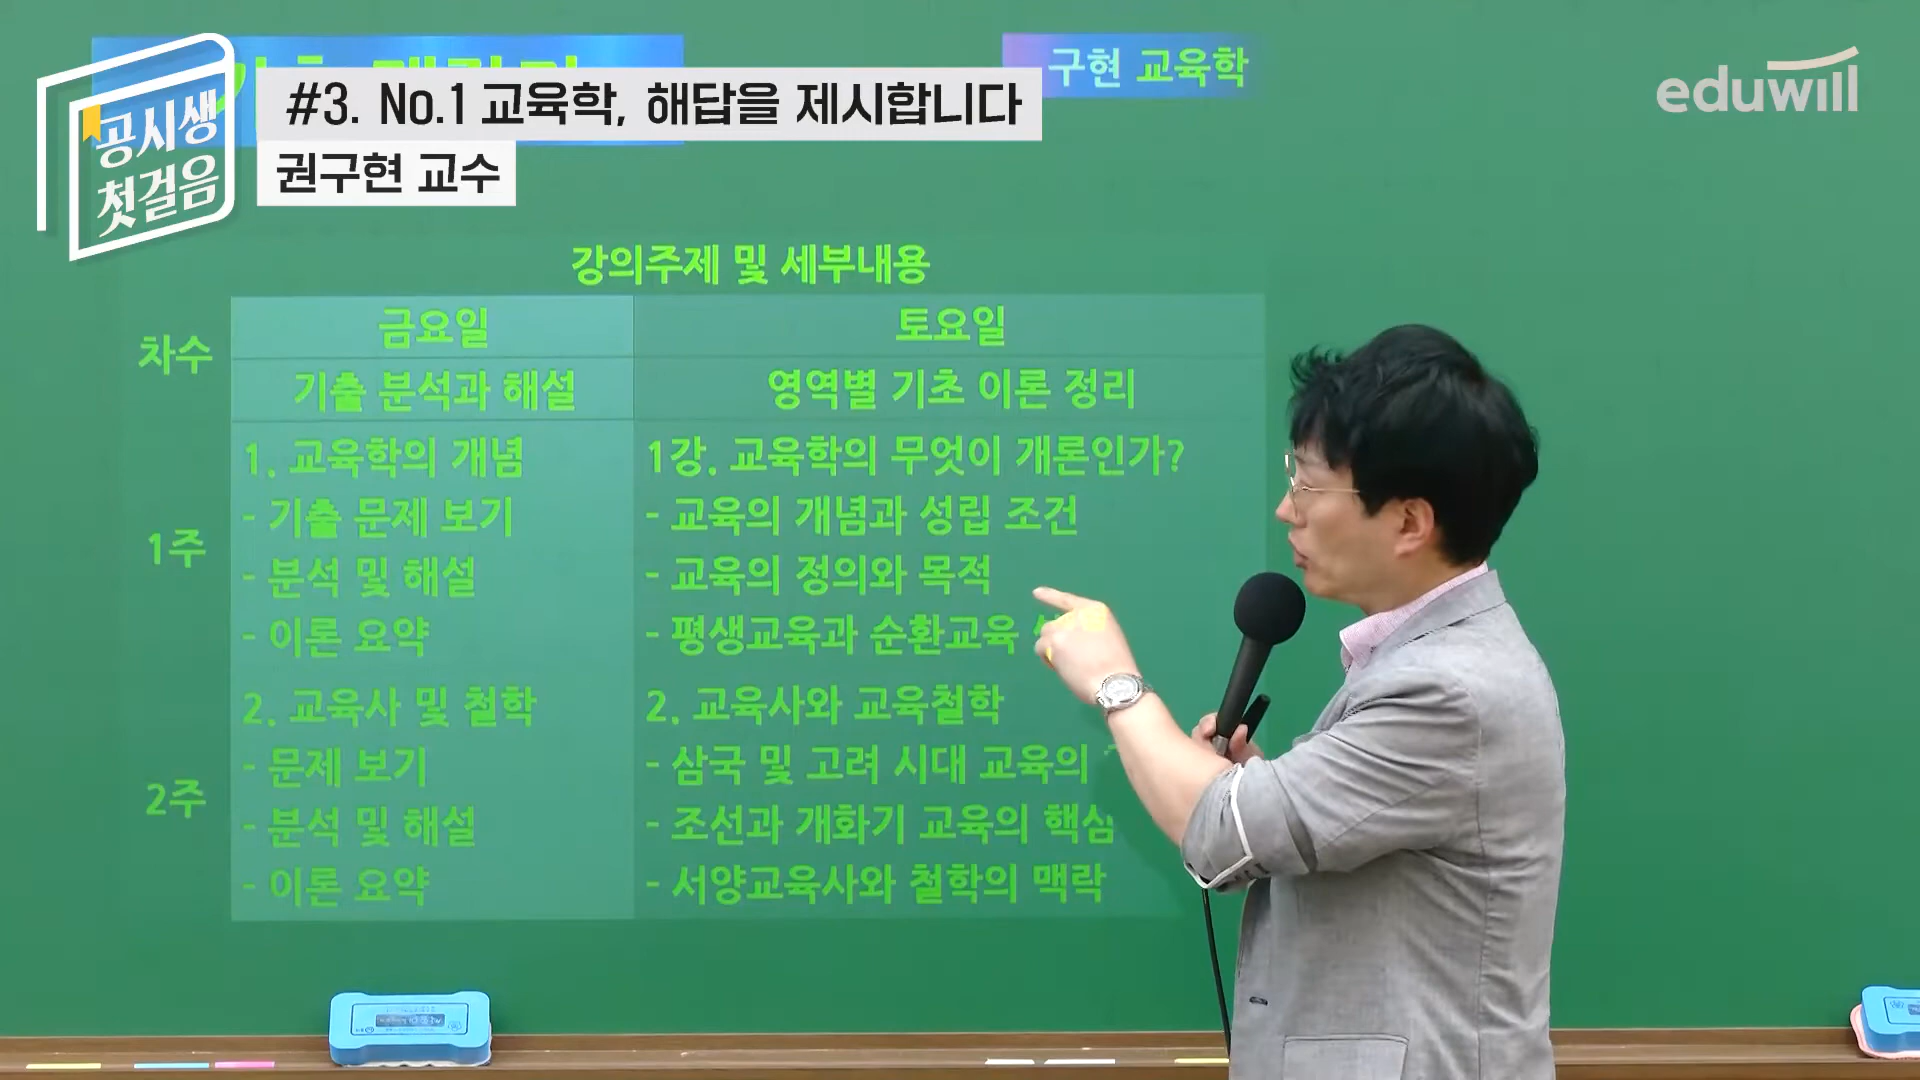 공시생
첫걸음
#3. No.1 교육학, 해답을 제시합니다
권구현 교수
구현 교육학
eduwill
강의주제 및 세부내용
차수
금요일
토요일
기출 분석과 해설
영역별 기초 이론 정리
1주
1. 교육학의 개념
- 기출 문제 보기
- 분석 및 해설
- 이론 요약
1강. 교육학의 무엇이 개론인가?
- 교육의 개념과 성립 조건
- 교육의 정의와 목적
- 평생교육과 순환교육
2주
2. 교육사 및 철학
- 문제 보기
- 분석 및 해설
- 이론 요약
2. 교육사와 교육철학
- 삼국 및 고려 시대 교육의
- 조선과 개화기 교육의 핵심
- 서양교육사와 철학의 맥락